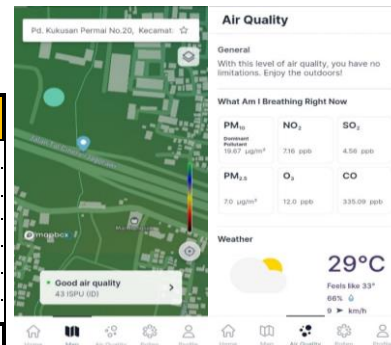 Pd. Kukusan Permai No.20, Kecamat
mapbox
Good air quality
43 ISPU (ID)
Home
Map
Air Quality
Profile
Air Quality
General
With this level of air quality, you have no
limitations. Enjoy the outdoors!
What Am I Breathing Right Now
PM₁₀
Dominant
Pollutant
19.67 µg/m³
NO₂
7.16 ppb
SO₂
4.56 ppb
PM₂.₅
7.0 µg/m³
O₃
12.0 ppb
CO
335.09 ppb
Weather
29°C
Feels like 33°
66%
9 km/h
Home
Map
Air Quality
Profile